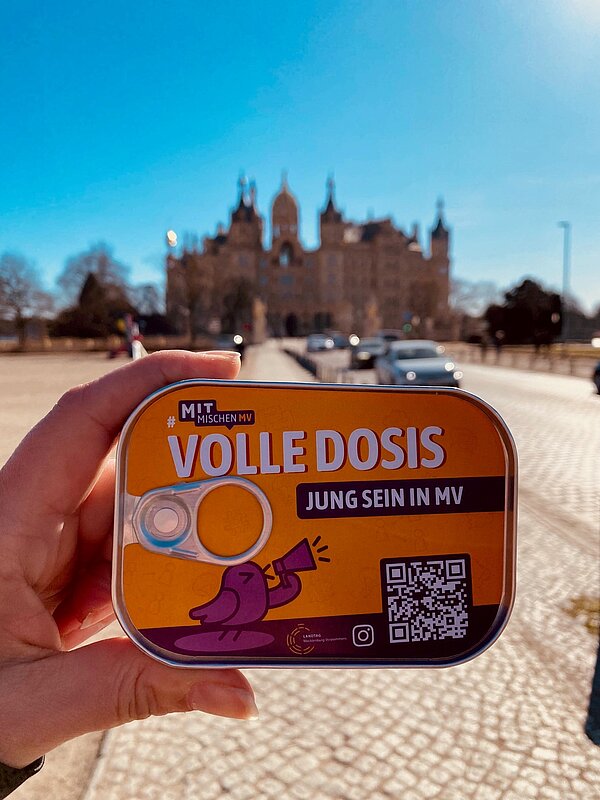 #MIT
MISCHEN MV
VOLLE DOSIS
JUNG SEIN IN MV
LANDTAG
Mecklenburg-Vorpommern